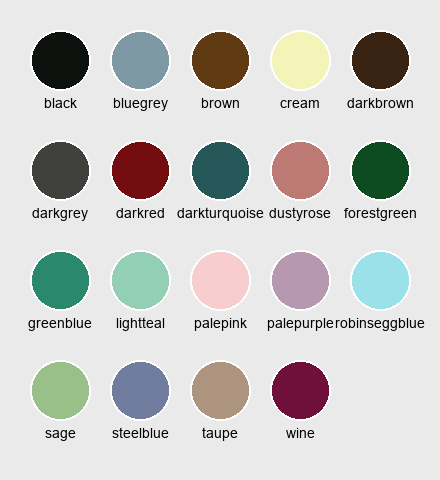 black bluegrey brown cream darkbrown
darkgrey darkred darkturquoise dustyrose forestgreen
greenblue lightteal palepink palepurple robinseggblue
sage steelblue taupe wine